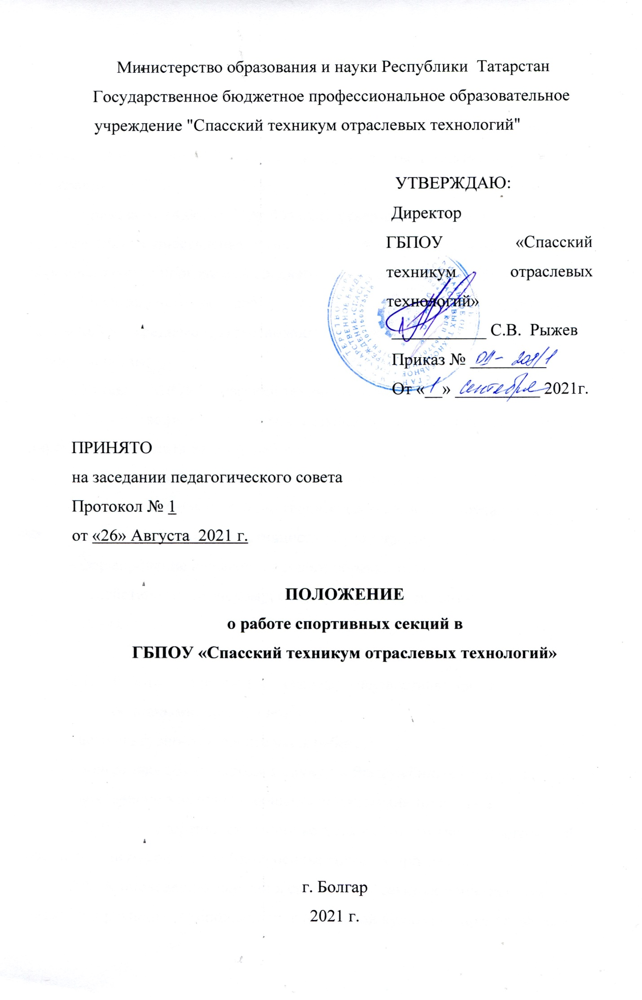 Министерство образования и науки Республики Татарстан
Государственное бюджетное профессиональное образовательное
учреждение "Спасский техникум отраслевых технологий"
УТВЕРЖДАЮ:
Директор
ГБПОУ «Спасский
техникум отраслевых
технологий»
____________ С.В. Рыжев
Приказ № 01- 209/1
От «1» сентября 2021г.
ПРИНЯТО
на заседании педагогического совета
Протокол № 1
от «26» Августа 2021 г.
ПОЛОЖЕНИЕ
о работе спортивных секций в
ГБПОУ «Спасский техникум отраслевых технологий»
г. Болгар
2021 г.